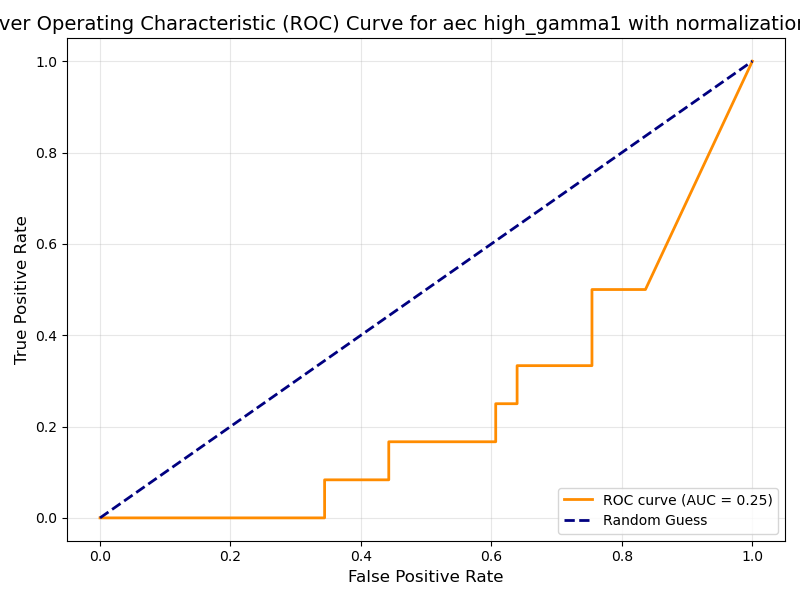 ver Operating Characteristic (ROC) Curve for aec high_gamma1 with normalization
1.0
0.8
0.6
0.4
0.2
0.0
True Positive Rate
ROC curve (AUC = 0.25)
Random Guess
0.0 0.2 0.4 0.6 0.8 1.0
False Positive Rate